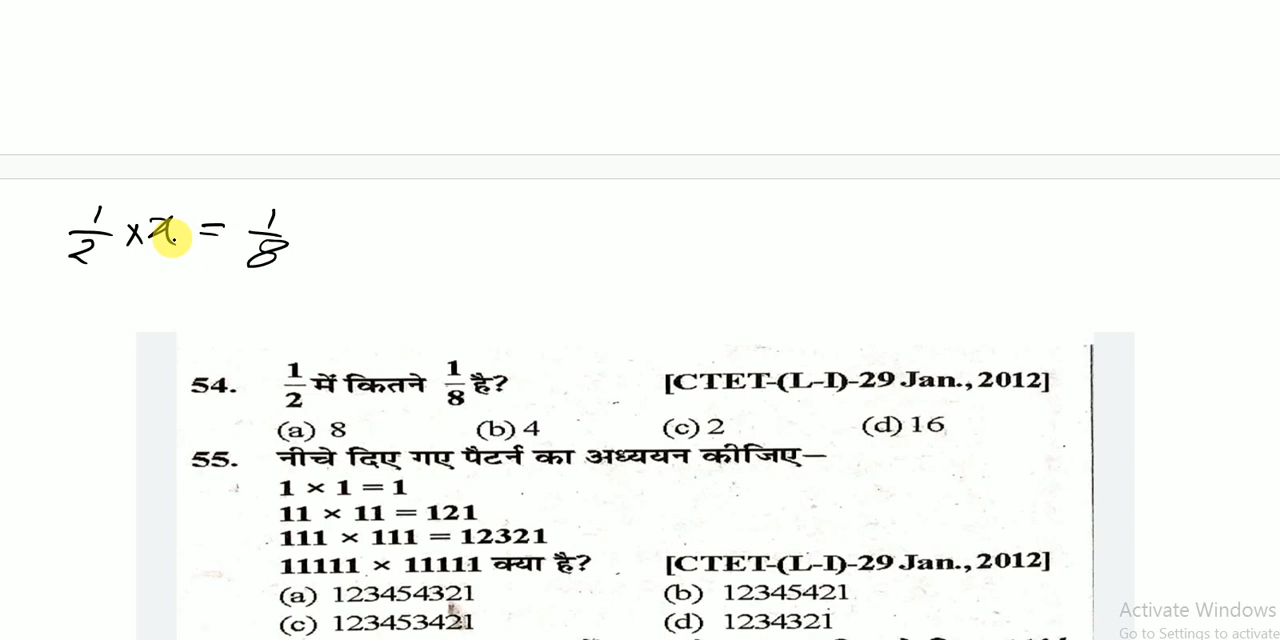 1/2 × x = 1/8
54. 1/2 में कितने 1/8 है? [CTET-(L-I)-29 Jan., 2012]
(a) 8 (b) 4 (c) 2 (d) 16
55. नीचे दिए गए पैटर्न का अध्ययन कीजिए—
1 × 1 = 1
11 × 11 = 121
111 × 111 = 12321
11111 × 11111 क्या है? [CTET-(L-I)-29 Jan., 2012]
(a) 123454321 (b) 12345421
(c) 123453421 (d) 1234321
Activate Windows
Go to Settings to activate